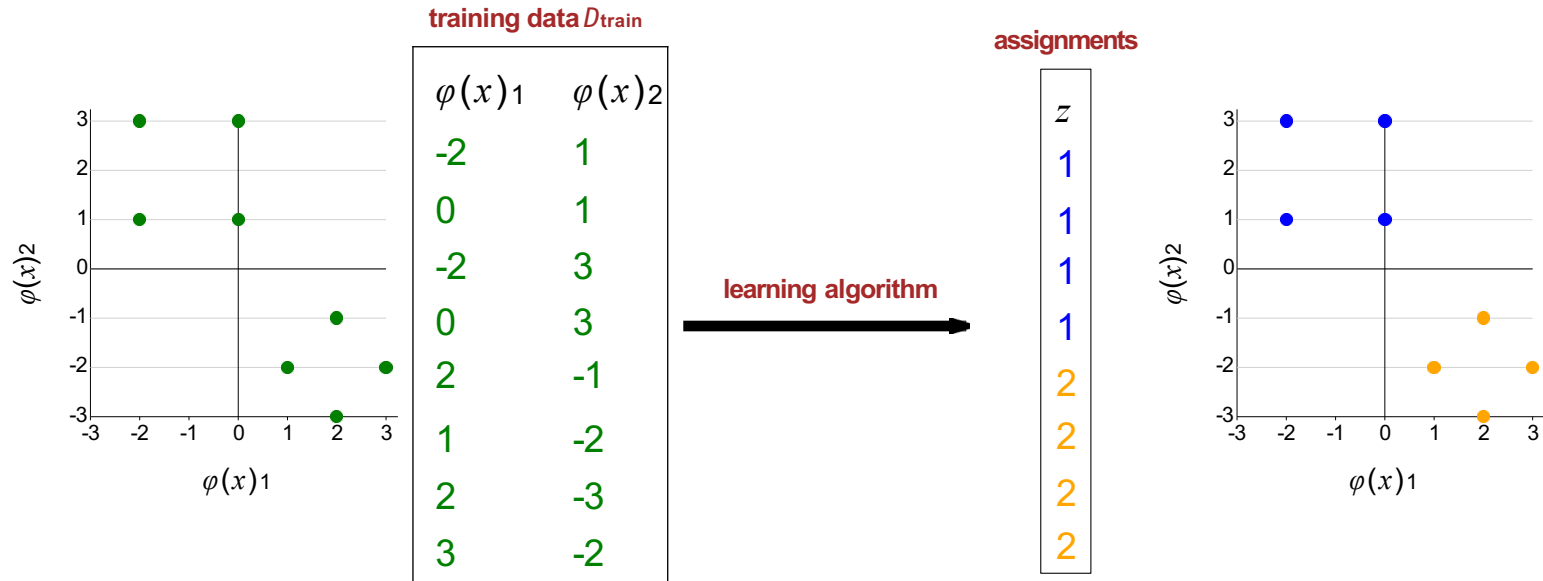 training data D train
assignments
φ(x)1 φ(x)2
z
-2 1
1
0 1
1
-2 3
1
0 3
1
2 -1
2
1 -2
2
2 -3
2
3 -2
2
learning algorithm
3
2
1
0
-1
-2
-3
-3 -2 -1 0 1 2 3
φ(x)2
φ(x)1
3
2
1
0
-1
-2
-3
-3 -2 -1 0 1 2 3
φ(x)2
φ(x)1